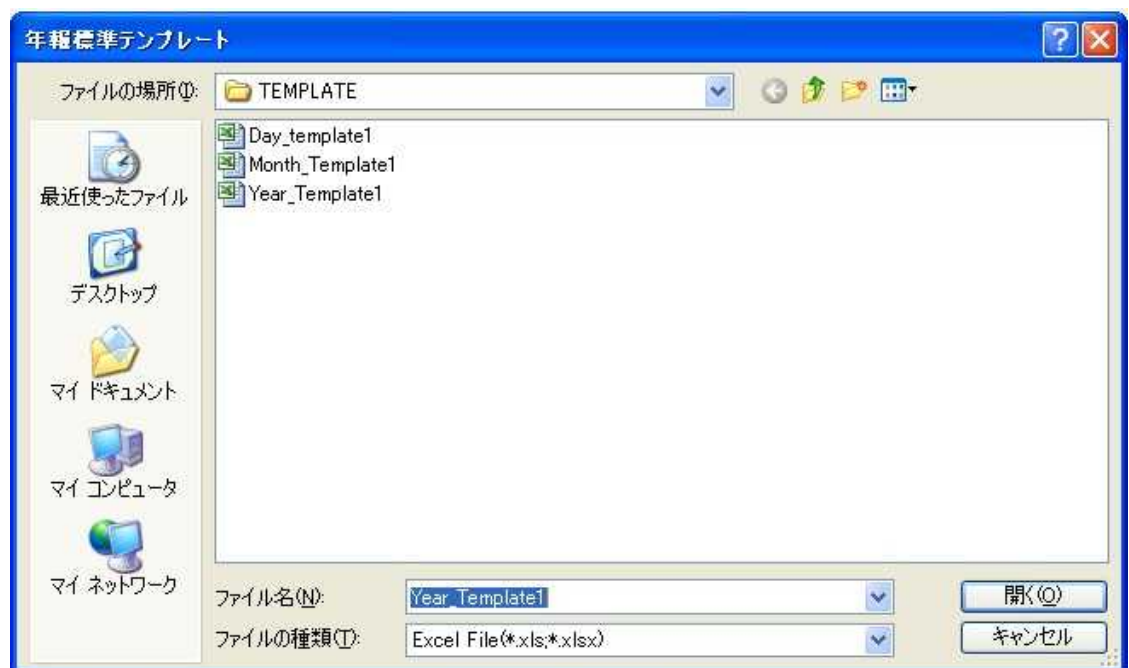 年報標準テンプレート
ファイルの場所(I):
TEMPLATE
Day_template1
Month_Template1
Year_Template1
最近使ったファイル
デスクトップ
マイ ドキュメント
マイ コンピュータ
マイ ネットワーク
ファイル名(N):
Year_Template1
開く(O)
ファイルの種類(T):
Excel File(*.xls;*.xlsx)
キャンセル